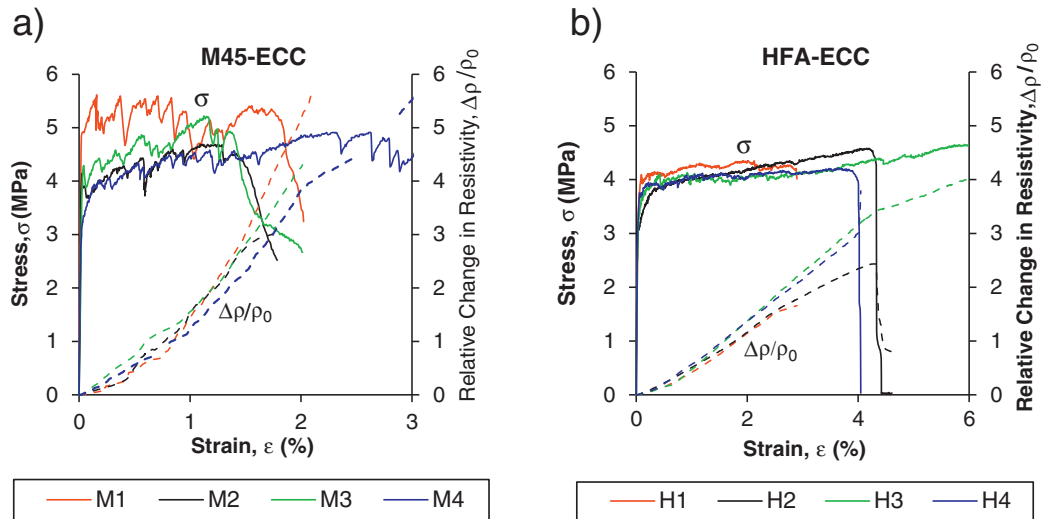 a)
M45-ECC
Stress,σ (MPa)
6
5
4
3
2
1
0
σ
Δρ/ρ0
6
5
4
3
2
1
0
Relative Change in Resistivity, Δρ/ρ0
0 1 2 3
Strain, ε (%)
M1 M2 M3 M4
b)
HFA-ECC
Stress, σ (MPa)
6
5
4
3
2
1
0
σ
Δρ/ρ0
6
5
4
3
2
1
0
Relative Change in Resistivity,Δρ/ρ0
0 2 4 6
Strain, ε (%)
H1 H2 H3 H4